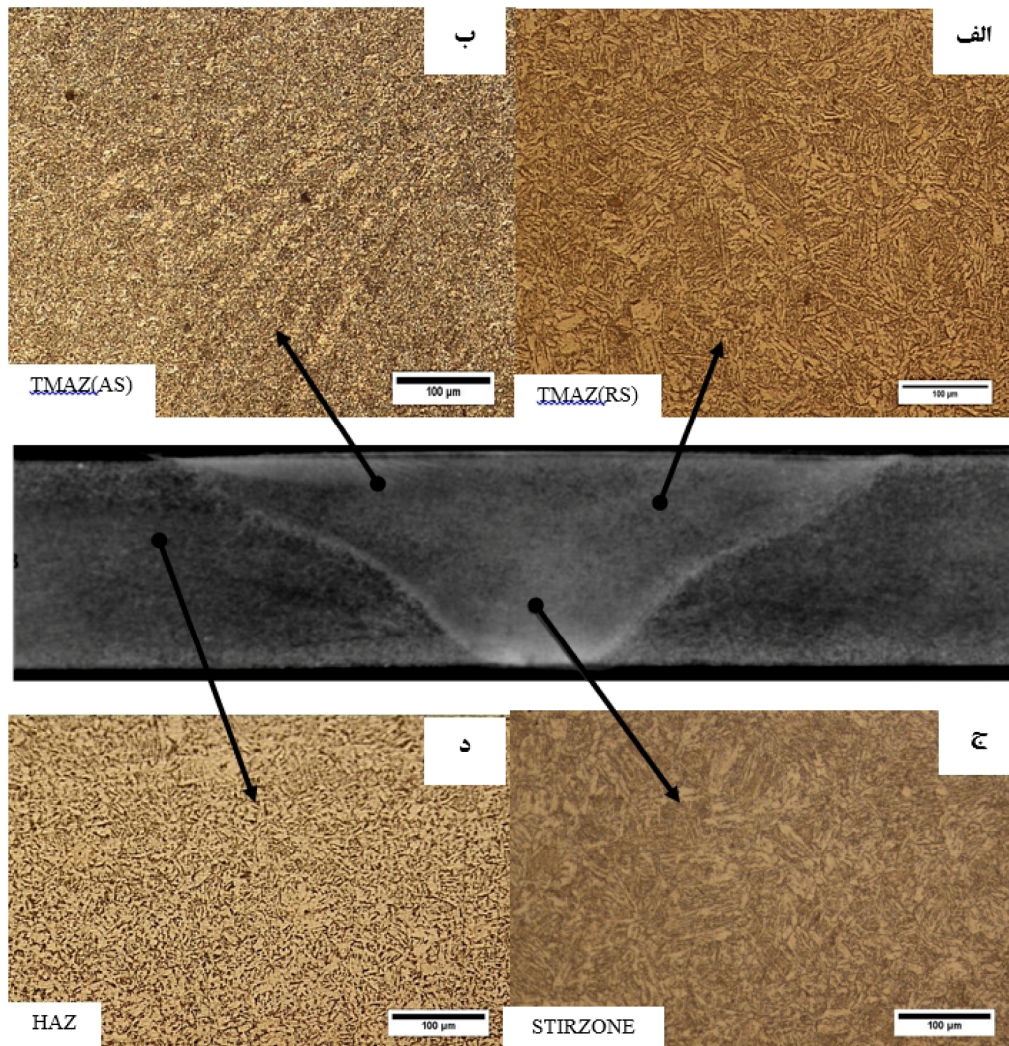 الف
ب
TMAZ(RS)
100 µm
TMAZ(AS)
100 µm
ج
د
STIRZONE
100 µm
HAZ
100 µm